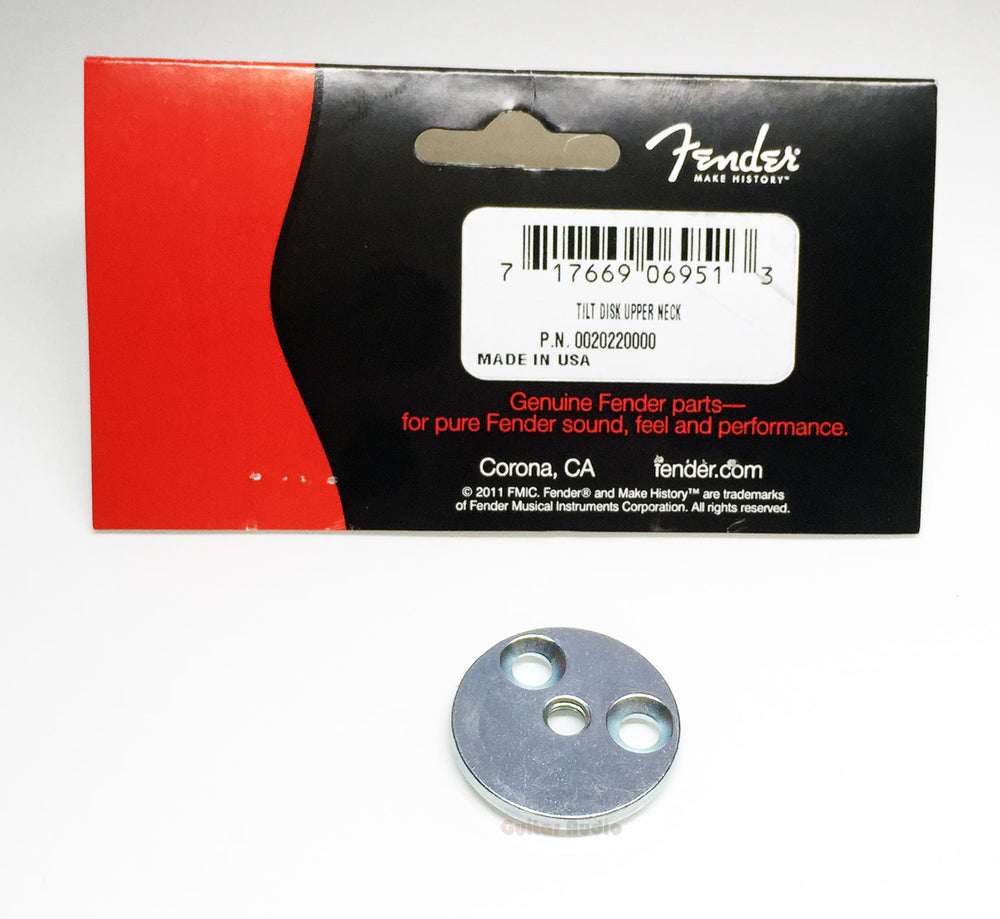 Fender®
MAKE HISTORY™
7 17669 06951 3
TILT DISK UPPER NECK
P.N. 0020220000
MADE IN USA
Genuine Fender parts—
for pure Fender sound, feel and performance.
Corona, CA fender.com
© 2011 FMIC. Fender® and Make History™ are trademarks
of Fender Musical Instruments Corporation. All rights reserved.
Guitar Audio